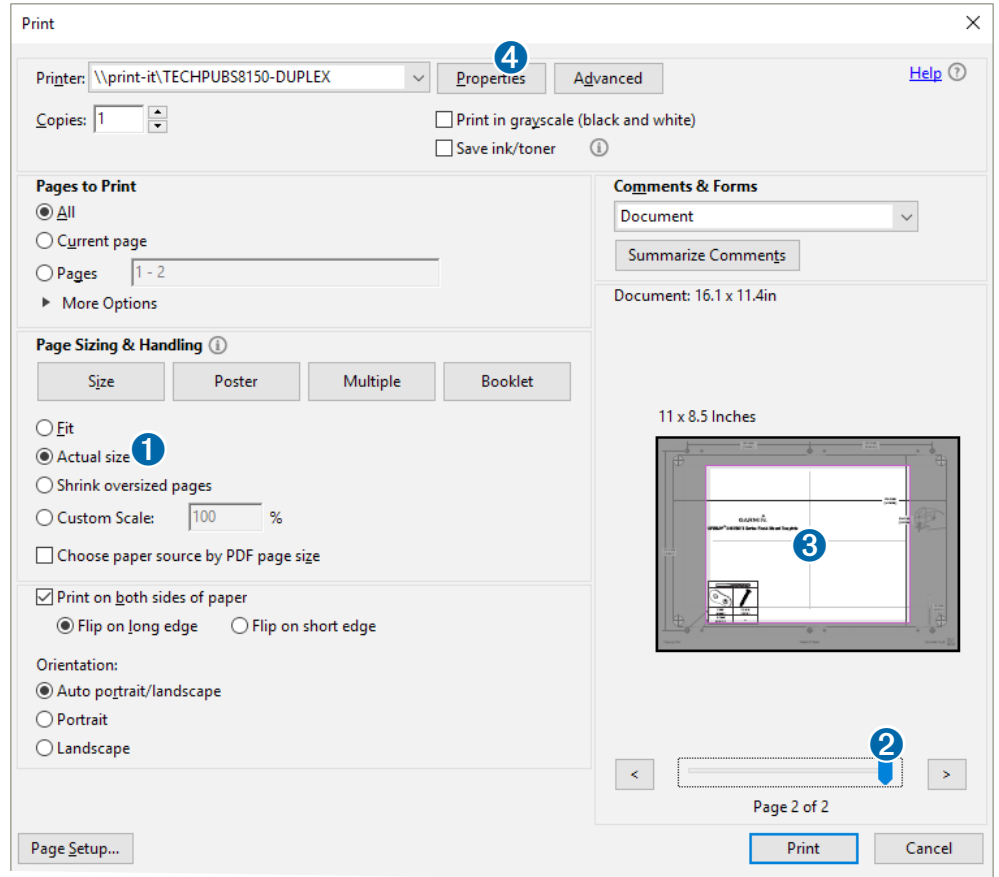 Print
4
Printer: \\print-it\TECHPUBS8150-DUPLEX Properties Advanced Help ?
Copies: 1 Print in grayscale (black and white)
Save ink/toner i
Pages to Print
All
Current page
Pages 1 - 2
More Options
Comments & Forms
Document
Summarize Comments
Document: 16.1 x 11.4in
Page Sizing & Handling i
Size Poster Multiple Booklet
Fit
Actual size 1
Shrink oversized pages
Custom Scale: 100 %
Choose paper source by PDF page size
Print on both sides of paper
Flip on long edge Flip on short edge
Orientation:
Auto portrait/landscape
Portrait
Landscape
11 x 8.5 Inches
GARMIN
3
2
< >
Page 2 of 2
Page Setup... Print Cancel